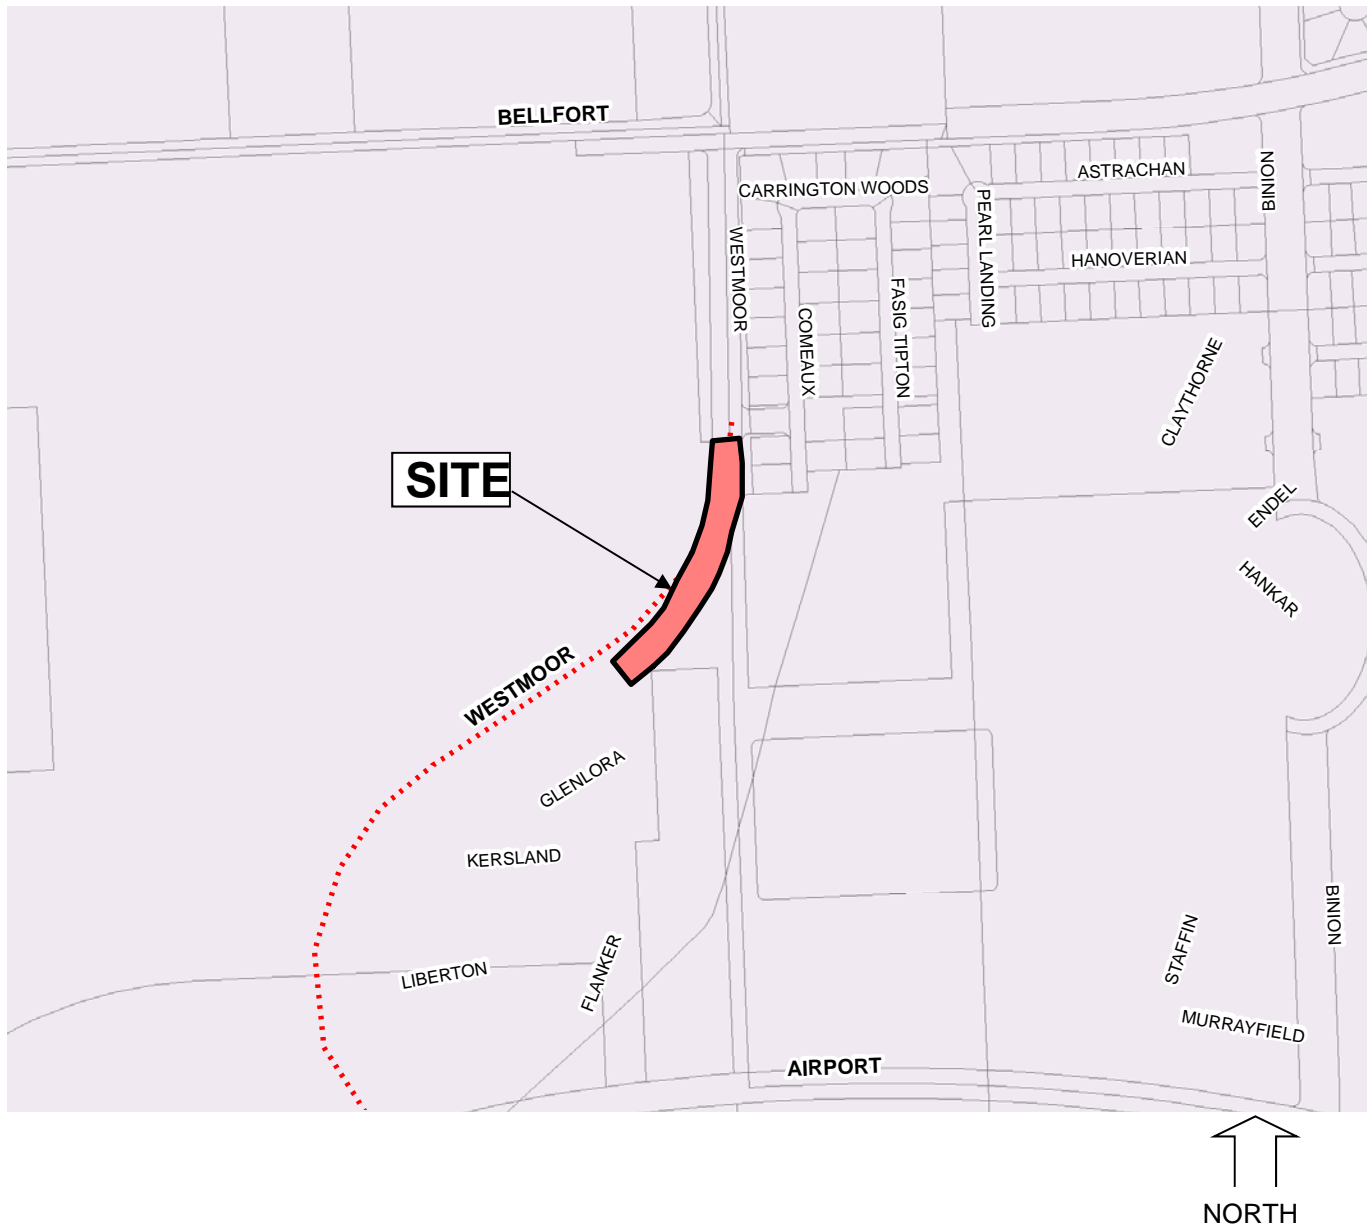 BELLFORT
ASTRACHAN
BINION
CARRINGTON WOODS
PEARL LANDING
WESTMOOR
HANOVERIAN
FASIG TIPTON
COMEAUX
CLAYTHORNE
SITE
ENDEL
HANKAR
WESTMOOR
GLENLORA
KERSLAND
BINION
STAFFIN
FLANKER
LIBERTON
MURRAYFIELD
AIRPORT
NORTH